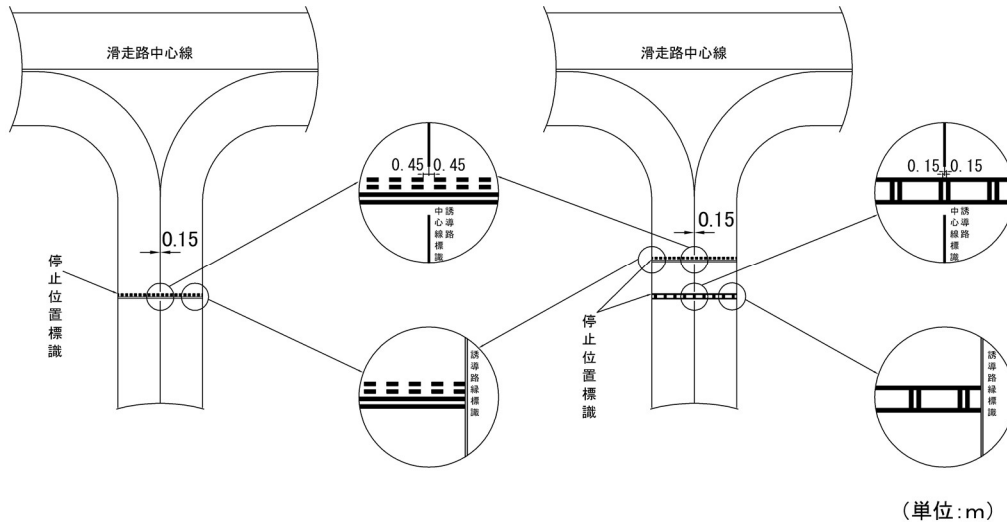 滑走路中心線
滑走路中心線
0.45 0.45
誘導路
中心線標識
0.15 0.15
誘導路
中心線標識
0.15
0.15
停止位置標識
停止位置標識
誘導路縁標識
誘導路縁標識
(単位:m)